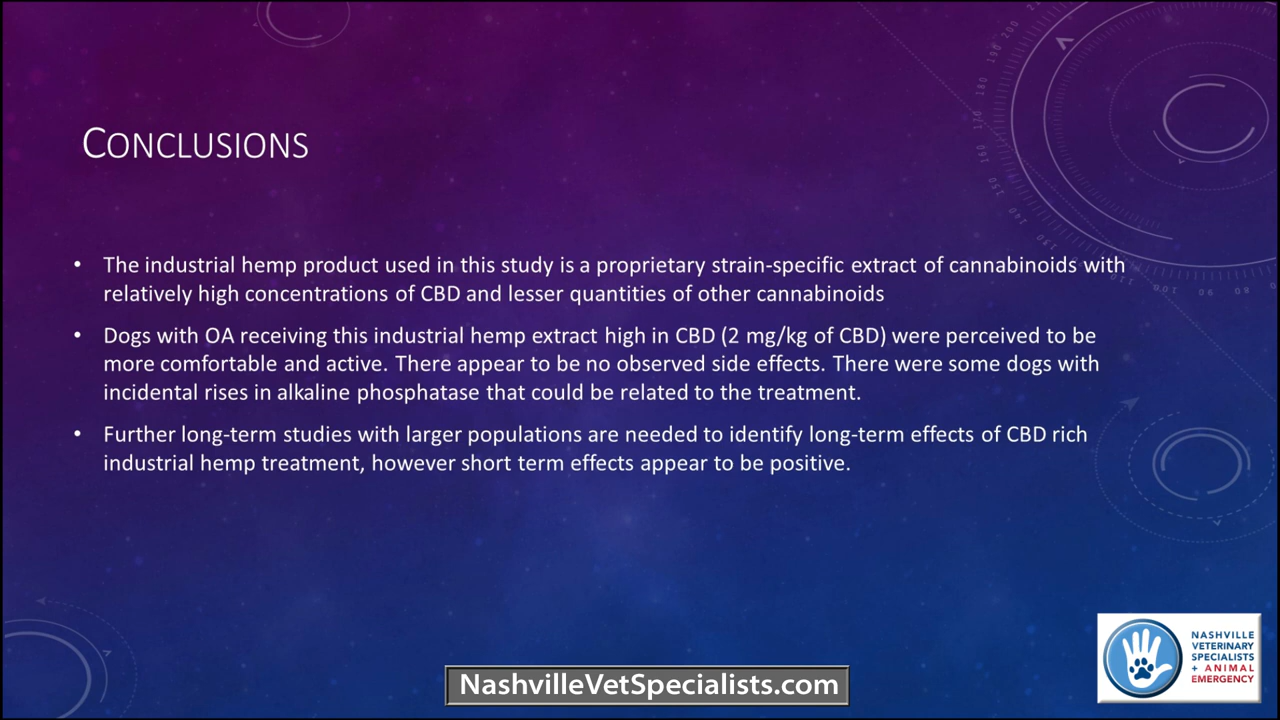 CONCLUSIONS
• The industrial hemp product used in this study is a proprietary strain-specific extract of cannabinoids with
relatively high concentrations of CBD and lesser quantities of other cannabinoids
• Dogs with OA receiving this industrial hemp extract high in CBD (2 mg/kg of CBD) were perceived to be
more comfortable and active. There appear to be no observed side effects. There were some dogs with
incidental rises in alkaline phosphatase that could be related to the treatment.
• Further long-term studies with larger populations are needed to identify long-term effects of CBD rich
industrial hemp treatment, however short term effects appear to be positive.
NASHVILLE
VETERINARY
SPECIALISTS
+ ANIMAL
EMERGENCY
NashvilleVetSpecialists.com